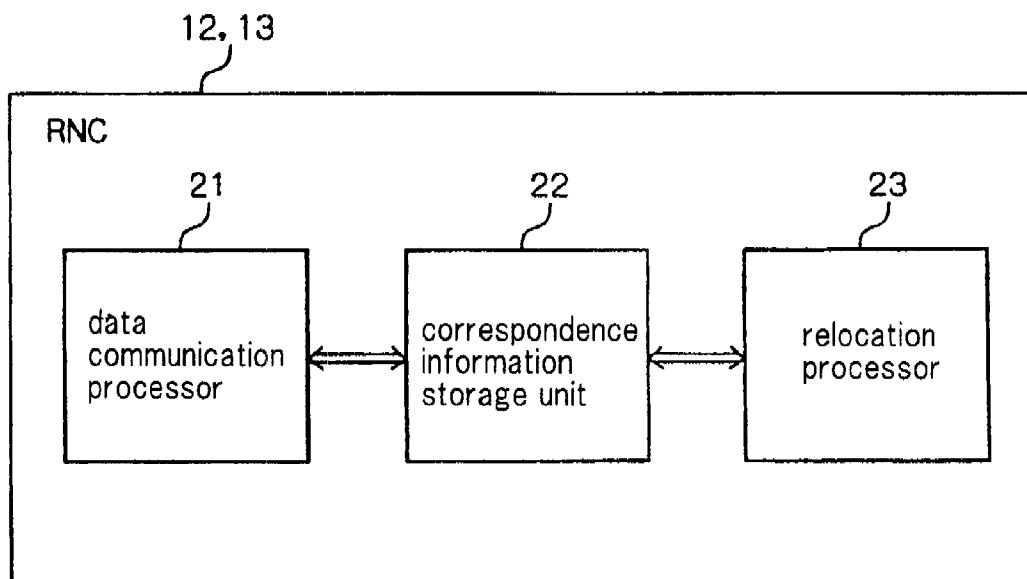 12, 13
RNC
21
22
23
data
communication
processor
correspondence
information
storage unit
relocation
processor